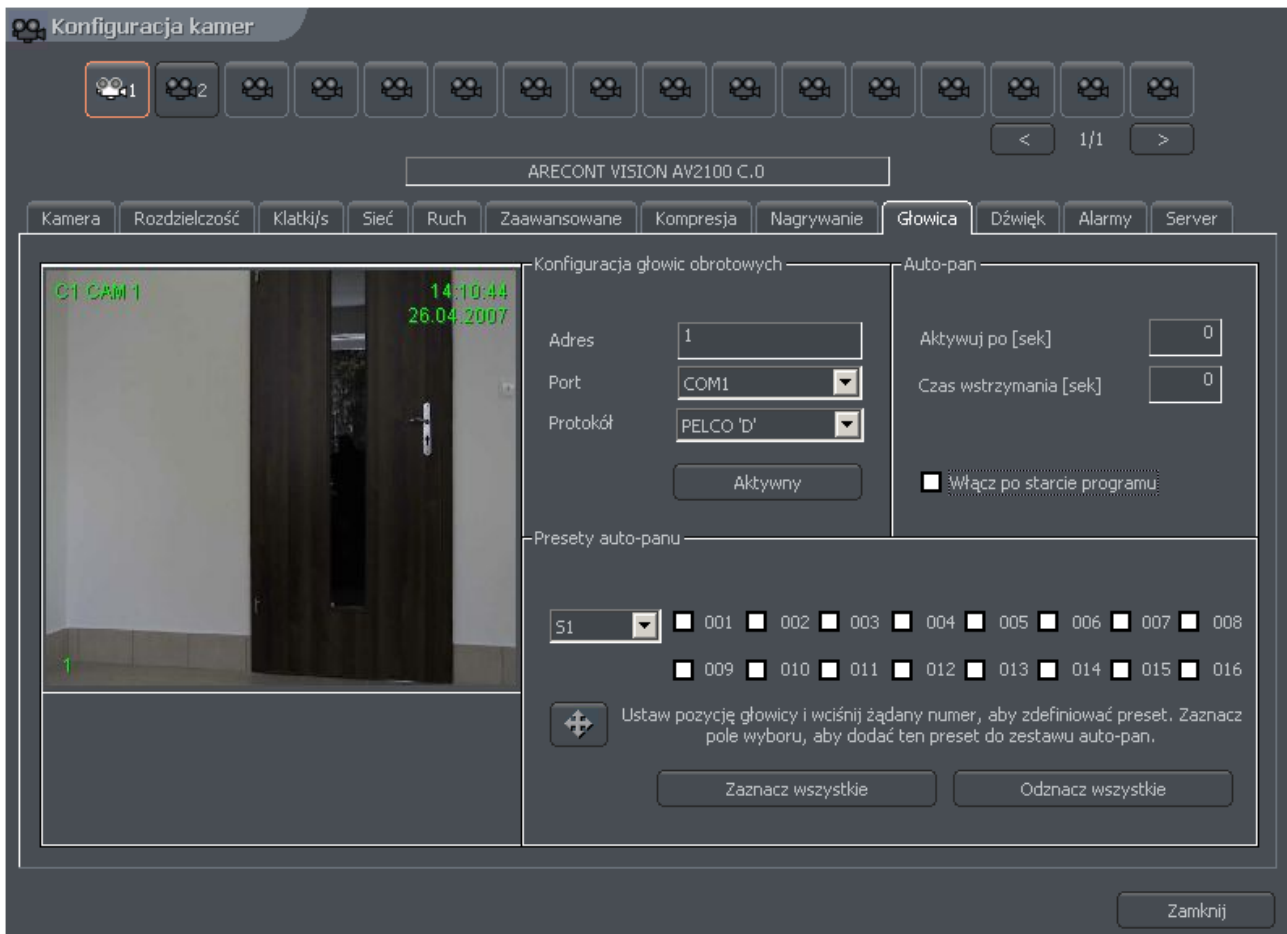 Konfiguracja kamer
1
2
< 1/1 >
ARECONT VISION AV2100 C.0
Kamera Rozdzielczość Klatki/s Sieć Ruch Zaawansowane Kompresja Nagrywanie Głowica Dźwięk Alarmy Server
C1 CAM 1
14:10:44
26.04.2007
1
Konfiguracja głowic obrotowych
Adres 1
Port COM1
Protokół PELCO 'D'
Aktywny
Auto-pan
Aktywuj po [sek] 0
Czas wstrzymania [sek] 0
Włącz po starcie programu
Presety auto-panu
S1 001 002 003 004 005 006 007 008
009 010 011 012 013 014 015 016
Ustaw pozycję głowicy i wciśnij żądany numer, aby zdefiniować preset. Zaznacz
pole wyboru, aby dodać ten preset do zestawu auto-pan.
Zaznacz wszystkie Odznacz wszystkie
Zamknij